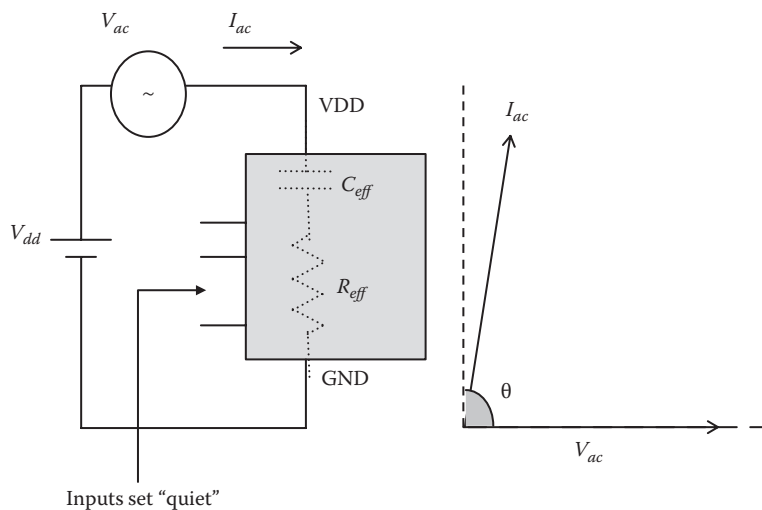 V_ac
I_ac
~
VDD
C_eff
V_dd
R_eff
GND
Inputs set “quiet”
I_ac
θ
V_ac